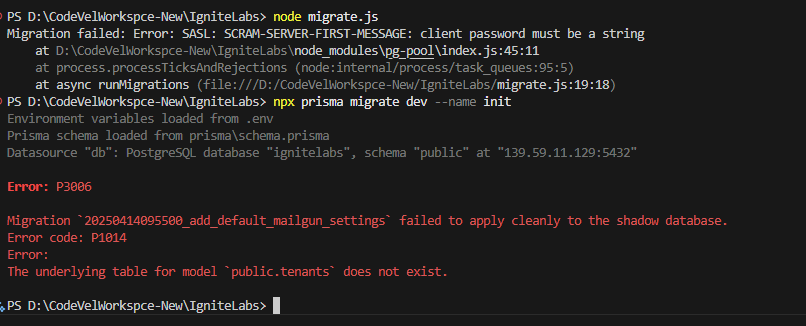 PS D:\CodeVelWorkspce-New\IgniteLabs> node migrate.js
Migration failed: Error: SASL: SCRAM-SERVER-FIRST-MESSAGE: client password must be a string
    at D:\CodeVelWorkspce-New\IgniteLabs\node_modules\pg-pool\index.js:45:11
    at process.processTicksAndRejections (node:internal/process/task_queues:95:5)
    at async runMigrations (file:///D:/CodeVelWorkspce-New/IgniteLabs/migrate.js:19:18)
PS D:\CodeVelWorkspce-New\IgniteLabs> npx prisma migrate dev --name init
Environment variables loaded from .env
Prisma schema loaded from prisma\schema.prisma
Datasource "db": PostgreSQL database "ignitelabs", schema "public" at "139.59.11.129:5432"
Error: P3006
Migration `20250414095500_add_default_mailgun_settings` failed to apply cleanly to the shadow database.
Error code: P1014
Error:
The underlying table for model `public.tenants` does not exist.
PS D:\CodeVelWorkspce-New\IgniteLabs>